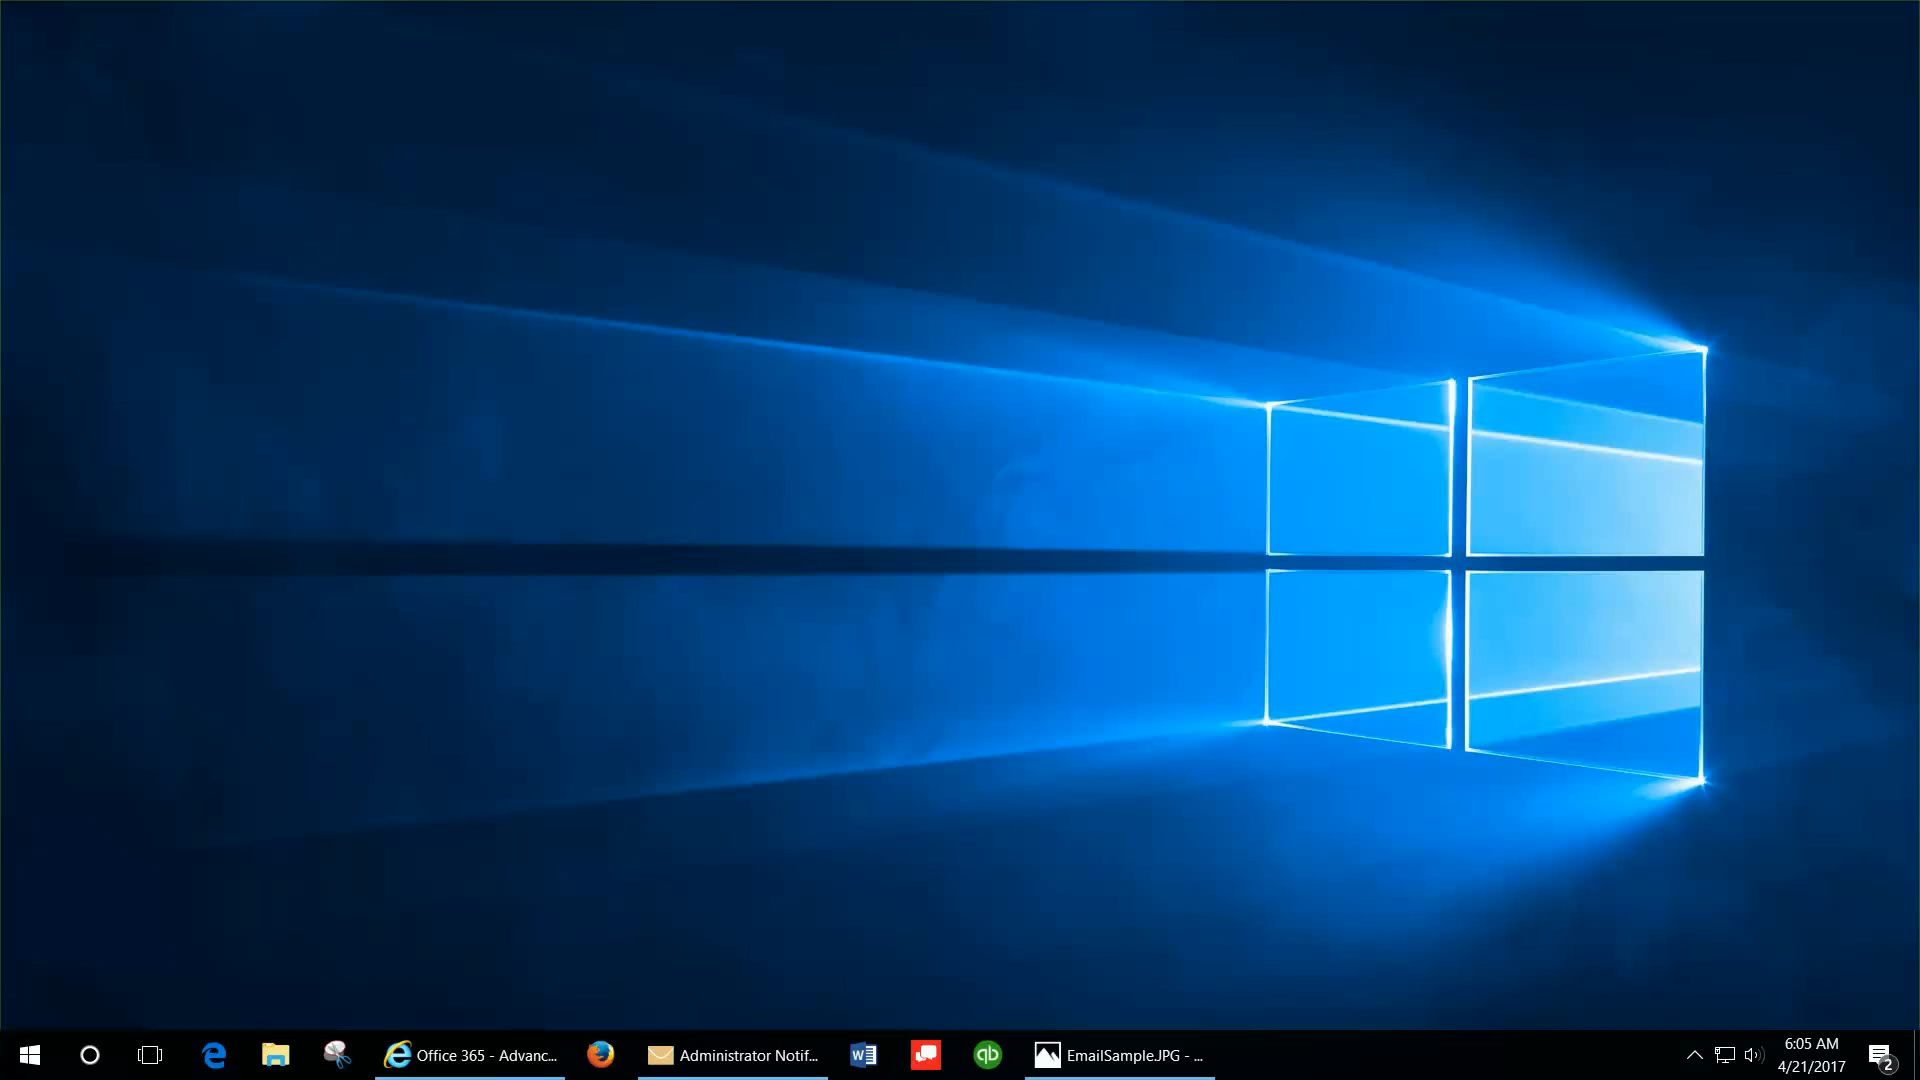 Office 365 - Advanc...
Administrator Notif...
EmailSample.JPG - ...
6:05 AM
4/21/2017
2